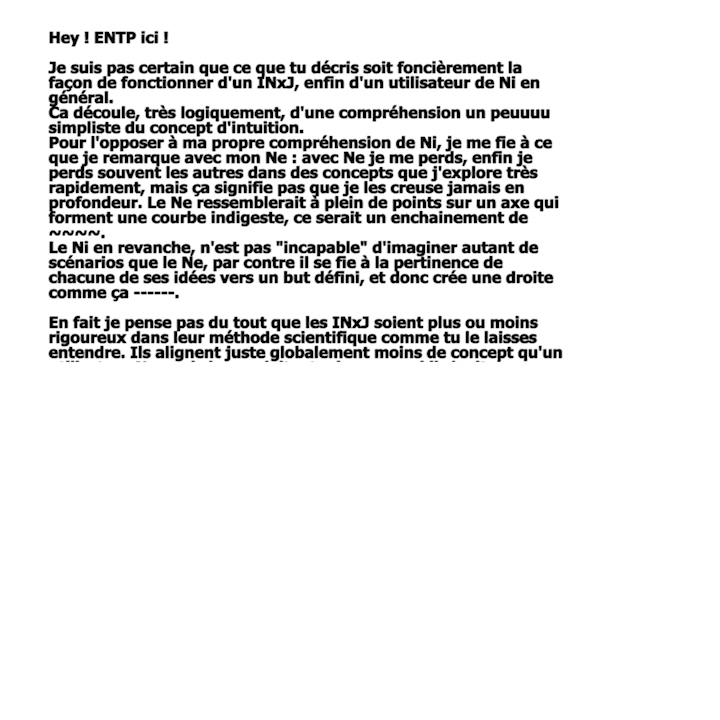 Hey ! ENTP ici !
Je suis pas certain que ce que tu décris soit foncièrement la
façon de fonctionner d'un INxJ, enfin d'un utilisateur de Ni en
général.
Ca découle, très logiquement, d'une compréhension un peuuuu
simpliste du concept d'intuition.
Pour l'opposer à ma propre compréhension de Ni, je me fie à ce
que je remarque avec mon Ne : avec Ne je me perds, enfin je
perds souvent les autres dans des concepts que j'explore très
rapidement, mais ça signifie pas que je les creuse jamais en
profondeur. Le Ne ressemblerait à plein de points sur un axe qui
forment une courbe indigeste, ce serait un enchainement de
~~~~.
Le Ni en revanche, n'est pas "incapable" d'imaginer autant de
scénarios que le Ne, par contre il se fie à la pertinence de
chacune de ses idées vers un but défini, et donc crée une droite
comme ça ------.
En fait je pense pas du tout que les INxJ soient plus ou moins
rigoureux dans leur méthode scientifique comme tu le laisses
entendre. Ils alignent juste globalement moins de concept qu'un